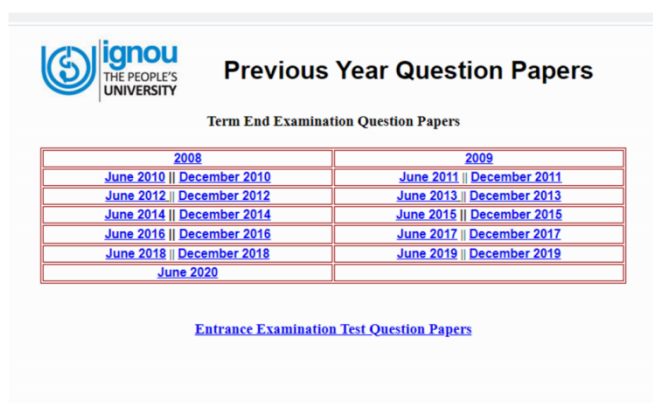 ignou
THE PEOPLE'S
UNIVERSITY
Previous Year Question Papers
Term End Examination Question Papers
2008 2009
June 2010 || December 2010 June 2011 || December 2011
June 2012 || December 2012 June 2013 || December 2013
June 2014 || December 2014 June 2015 || December 2015
June 2016 || December 2016 June 2017 || December 2017
June 2018 || December 2018 June 2019 || December 2019
June 2020
Entrance Examination Test Question Papers